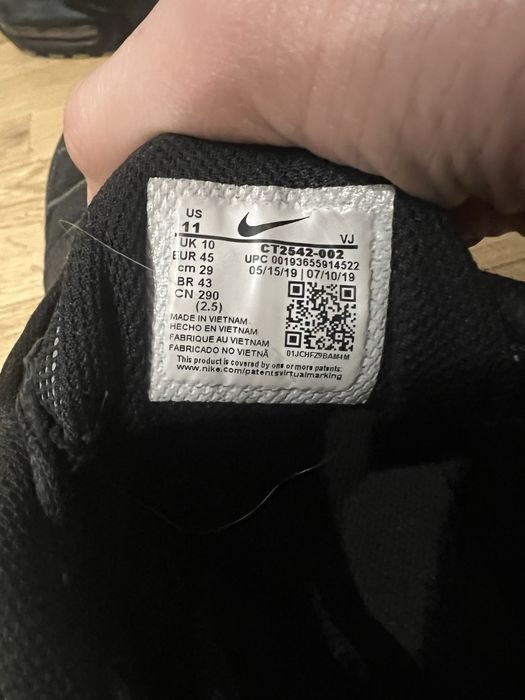 US
11
UK 10
EUR 45
cm 29
BR 43
CN 290
(2.5)
VJ
CT2542-002
UPC 00193655914522
05/15/19 | 07/10/19
MADE IN VIETNAM
HECHO EN VIETNAM
FABRIQUE AU VIETNAM
FABRICADO NO VIETNÃ
01JCHFZ9BAM4M
This product is covered by one or more patents:
www.nike.com/patentsvirtualmarking